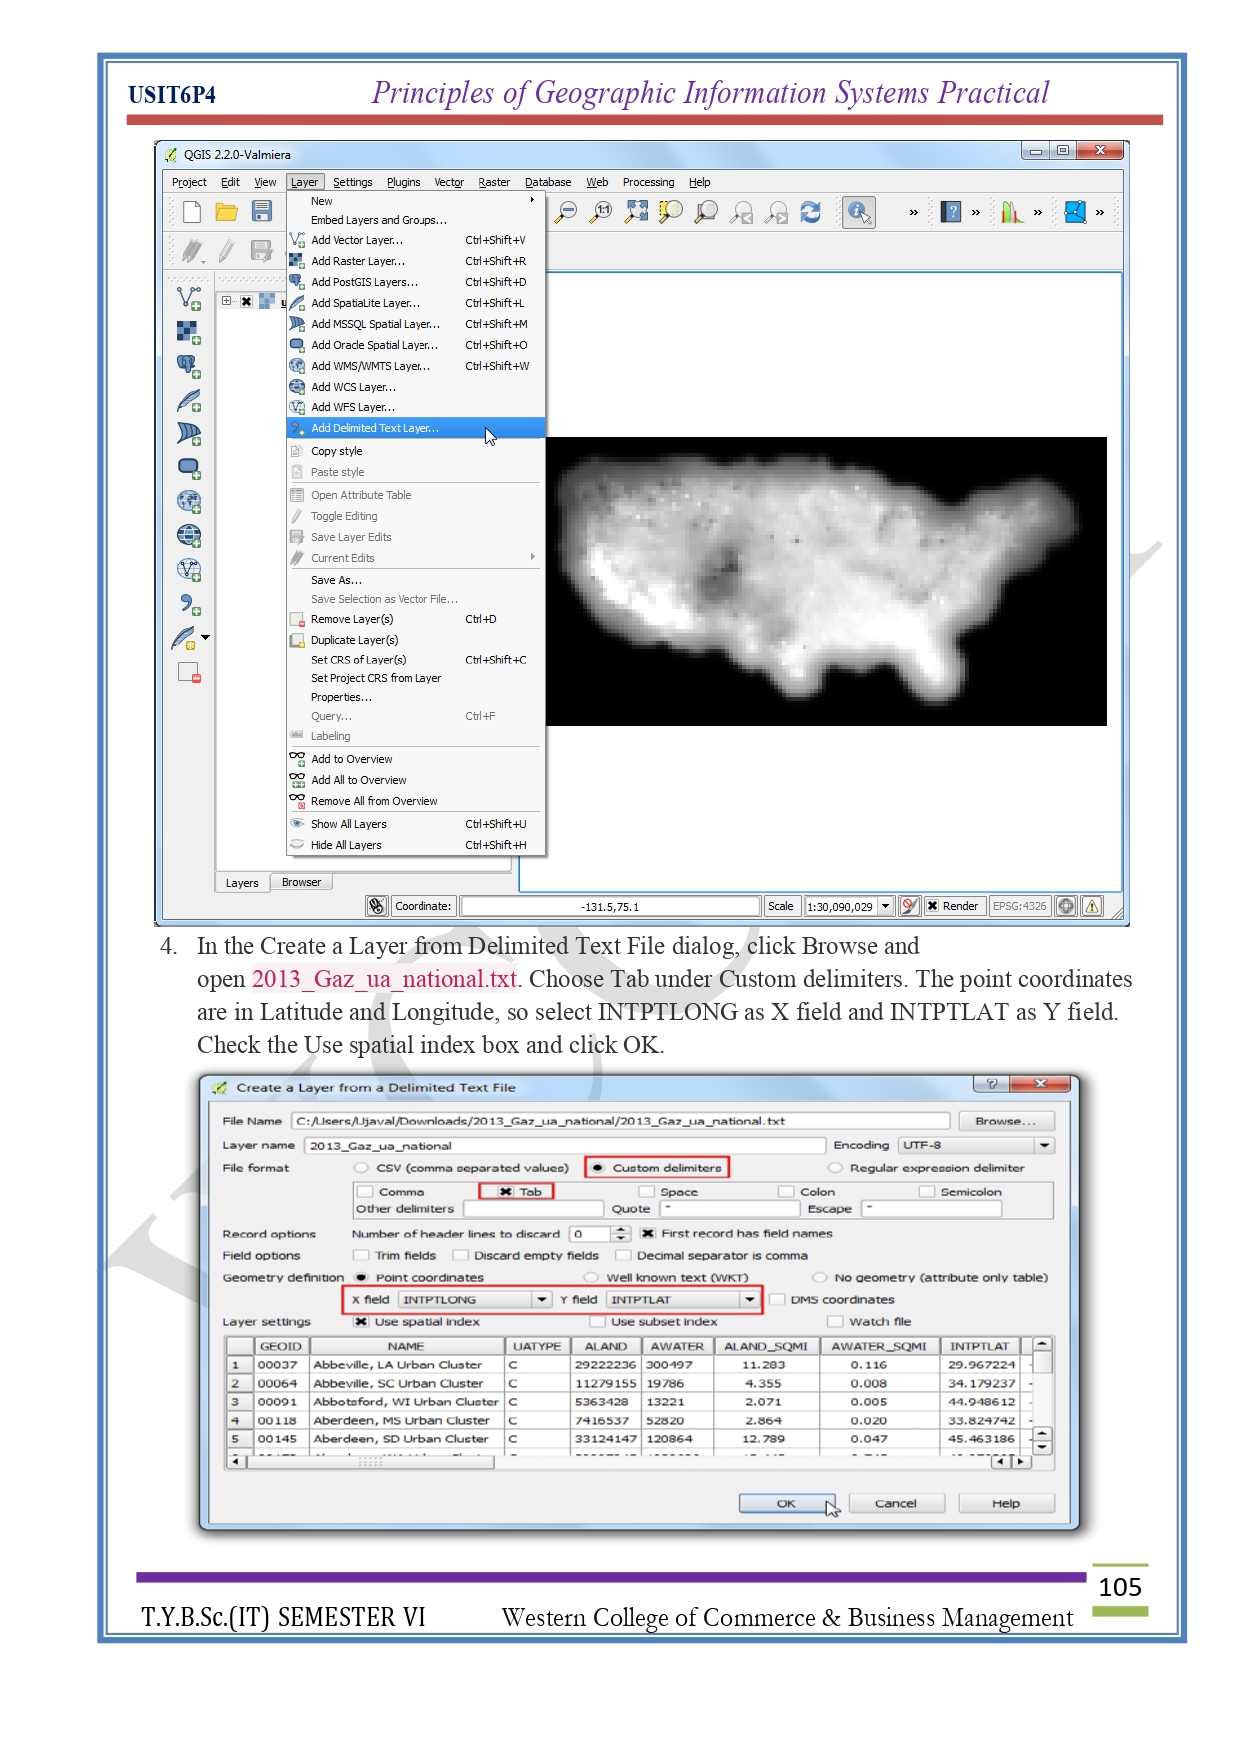 USIT6P4 Principles of Geographic Information Systems Practical
QGIS 2.2.0-Valmiera
Project Edit View Layer Settings Plugins Vector Raster Database Web Processing Help
New
Embed Layers and Groups...
Add Vector Layer... Ctrl+Shift+V
Add Raster Layer... Ctrl+Shift+R
Add PostGIS Layers... Ctrl+Shift+D
Add SpatiaLite Layer... Ctrl+Shift+L
Add MSSQL Spatial Layer... Ctrl+Shift+M
Add Oracle Spatial Layer... Ctrl+Shift+O
Add WMS/WMTS Layer... Ctrl+Shift+W
Add WCS Layer...
Add WFS Layer...
Add Delimited Text Layer...
Copy style
Paste style
Open Attribute Table
Toggle Editing
Save Layer Edits
Current Edits
Save As...
Save Selection as Vector File...
Remove Layer(s) Ctrl+D
Duplicate Layer(s)
Set CRS of Layer(s) Ctrl+Shift+C
Set Project CRS from Layer
Properties...
Query... Ctrl+F
Labeling
Add to Overview
Add All to Overview
Remove All from Overview
Show All Layers Ctrl+Shift+U
Hide All Layers Ctrl+Shift+H
Layers Browser
Coordinate: -131.5,75.1 Scale 1:30,090,029 Render EPSG:4326
4. In the Create a Layer from Delimited Text File dialog, click Browse and
open 2013_Gaz_ua_national.txt. Choose Tab under Custom delimiters. The point coordinates
are in Latitude and Longitude, so select INTPTLONG as X field and INTPTLAT as Y field.
Check the Use spatial index box and click OK.
Create a Layer from a Delimited Text File
File Name C:/Users/Ujaval/Downloads/2013_Gaz_ua_national/2013_Gaz_ua_national.txt Browse...
Layer name 2013_Gaz_ua_national Encoding UTF-8
File format CSV (comma separated values) Custom delimiters Regular expression delimiter
Comma Tab Space Colon Semicolon
Other delimiters Quote " Escape "
Record options Number of header lines to discard 0 First record has field names
Field options Trim fields Discard empty fields Decimal separator is comma
Geometry definition Point coordinates Well known text (WKT) No geometry (attribute only table)
X field INTPTLONG Y field INTPTLAT DMS coordinates
Layer settings Use spatial index Use subset index Watch file
GEOID NAME UATYPE ALAND AWATER ALAND_SQMI AWATER_SQMI INTPTLAT
1 00037 Abbeville, LA Urban Cluster C 29222236 300497 11.283 0.116 29.967224
2 00064 Abbeville, SC Urban Cluster C 11279155 19786 4.355 0.008 34.179237
3 00091 Abbotsford, WI Urban Cluster C 5363428 13221 2.071 0.005 44.948612
4 00118 Aberdeen, MS Urban Cluster C 7416537 52820 2.864 0.020 33.824742
5 00145 Aberdeen, SD Urban Cluster C 33124147 120864 12.789 0.047 45.463186
OK Cancel Help
105
T.Y.B.Sc.(IT) SEMESTER VI Western College of Commerce & Business Management